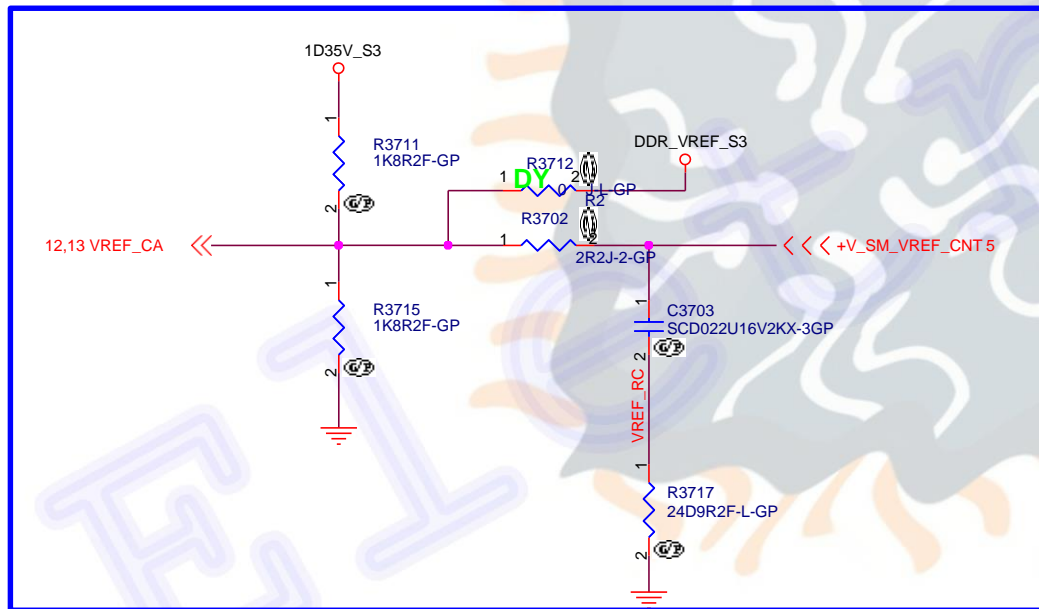 1D35V_S3
1
R3711
1K8R2F-GP
2
G/P
DDR_VREF_S3
R3712
1
DY
2
0
R2
J-L-GP
12,13 VREF_CA
R3702
1
2
2R2J-2-GP
+V_SM_VREF_CNT 5
1
R3715
1K8R2F-GP
2
G/P
1
C3703
SCD022U16V2KX-3GP
2
G/P
VREF_RC
1
R3717
24D9R2F-L-GP
2
G/P